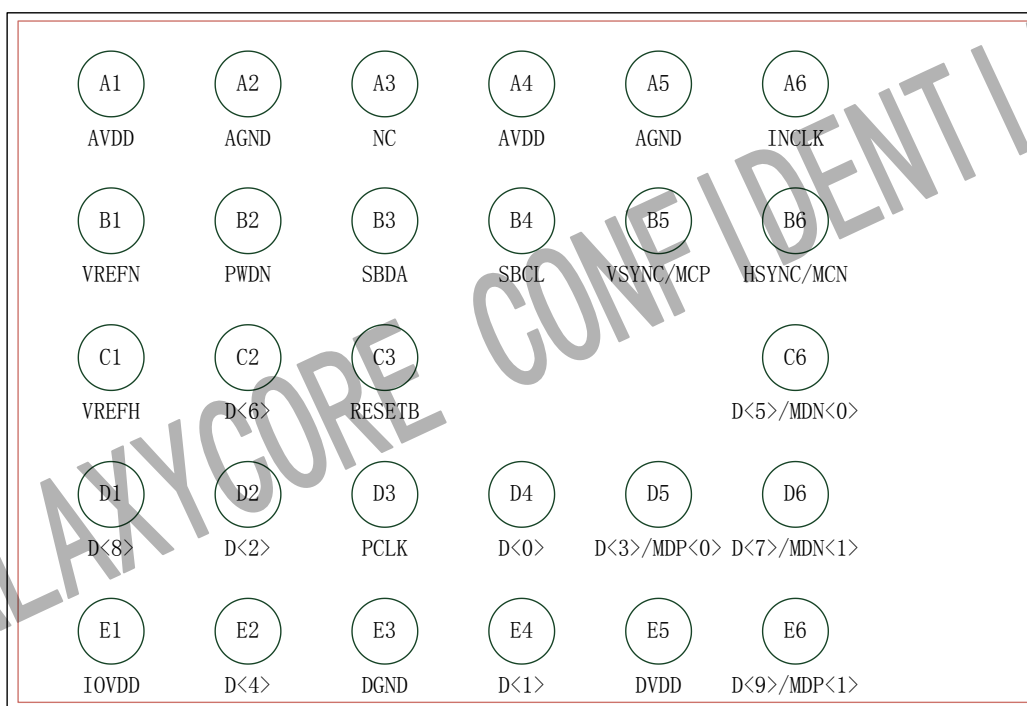 A1 A2 A3 A4 A5 A6
AVDD AGND NC AVDD AGND INCLK
B1 B2 B3 B4 B5 B6
VREFN PWDN SBDA SBCL VSYNC/MCP HSYNC/MCN
C1 C2 C3 C6
VREFH D<6> RESETB D<5>/MDN<0>
D1 D2 D3 D4 D5 D6
D<8> D<2> PCLK D<0> D<3>/MDP<0> D<7>/MDN<1>
E1 E2 E3 E4 E5 E6
IOVDD D<4> DGND D<1> DVDD D<9>/MDP<1>
ALAXYCORE CONFIDENTI